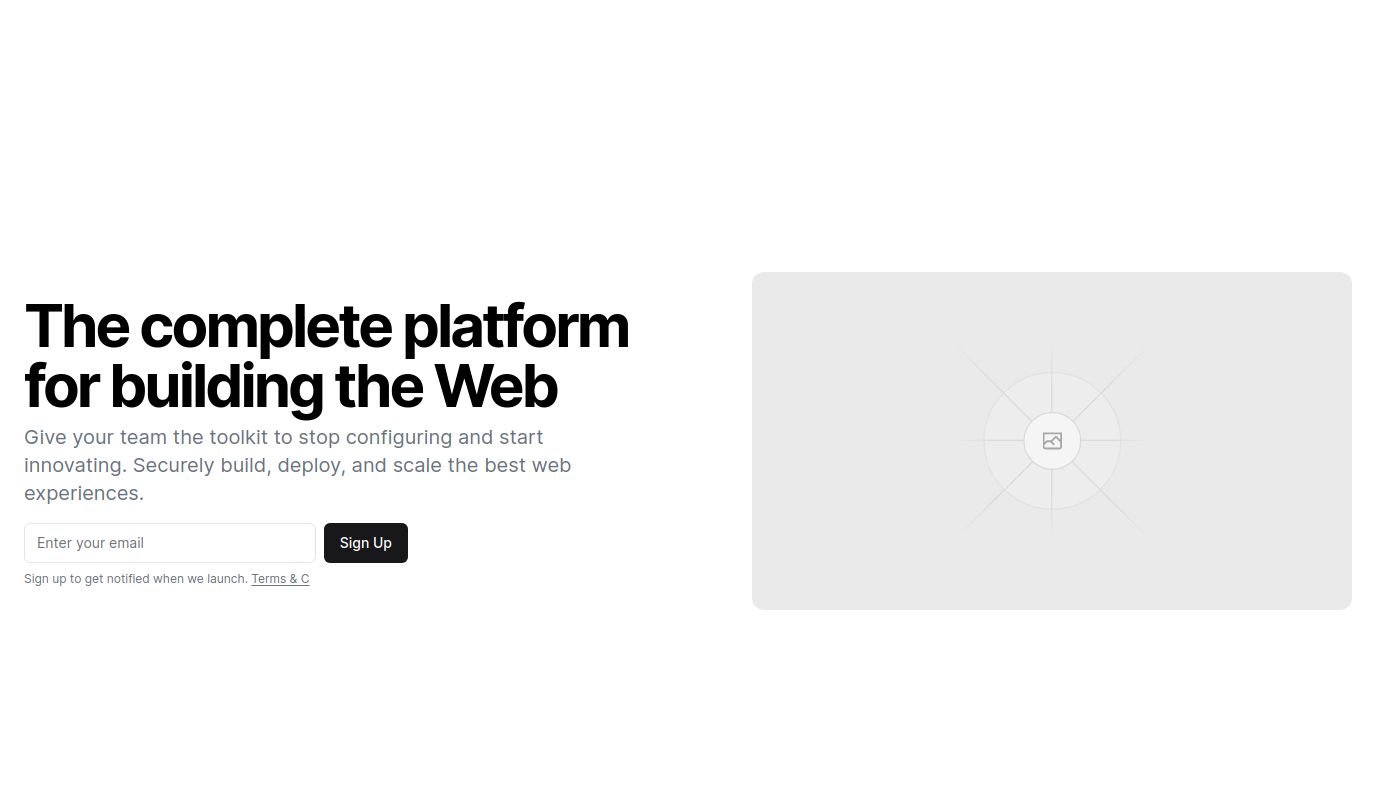 The complete platform
for building the Web
Give your team the toolkit to stop configuring and start
innovating. Securely build, deploy, and scale the best web
experiences.
Enter your email
Sign Up
Sign up to get notified when we launch. Terms & C